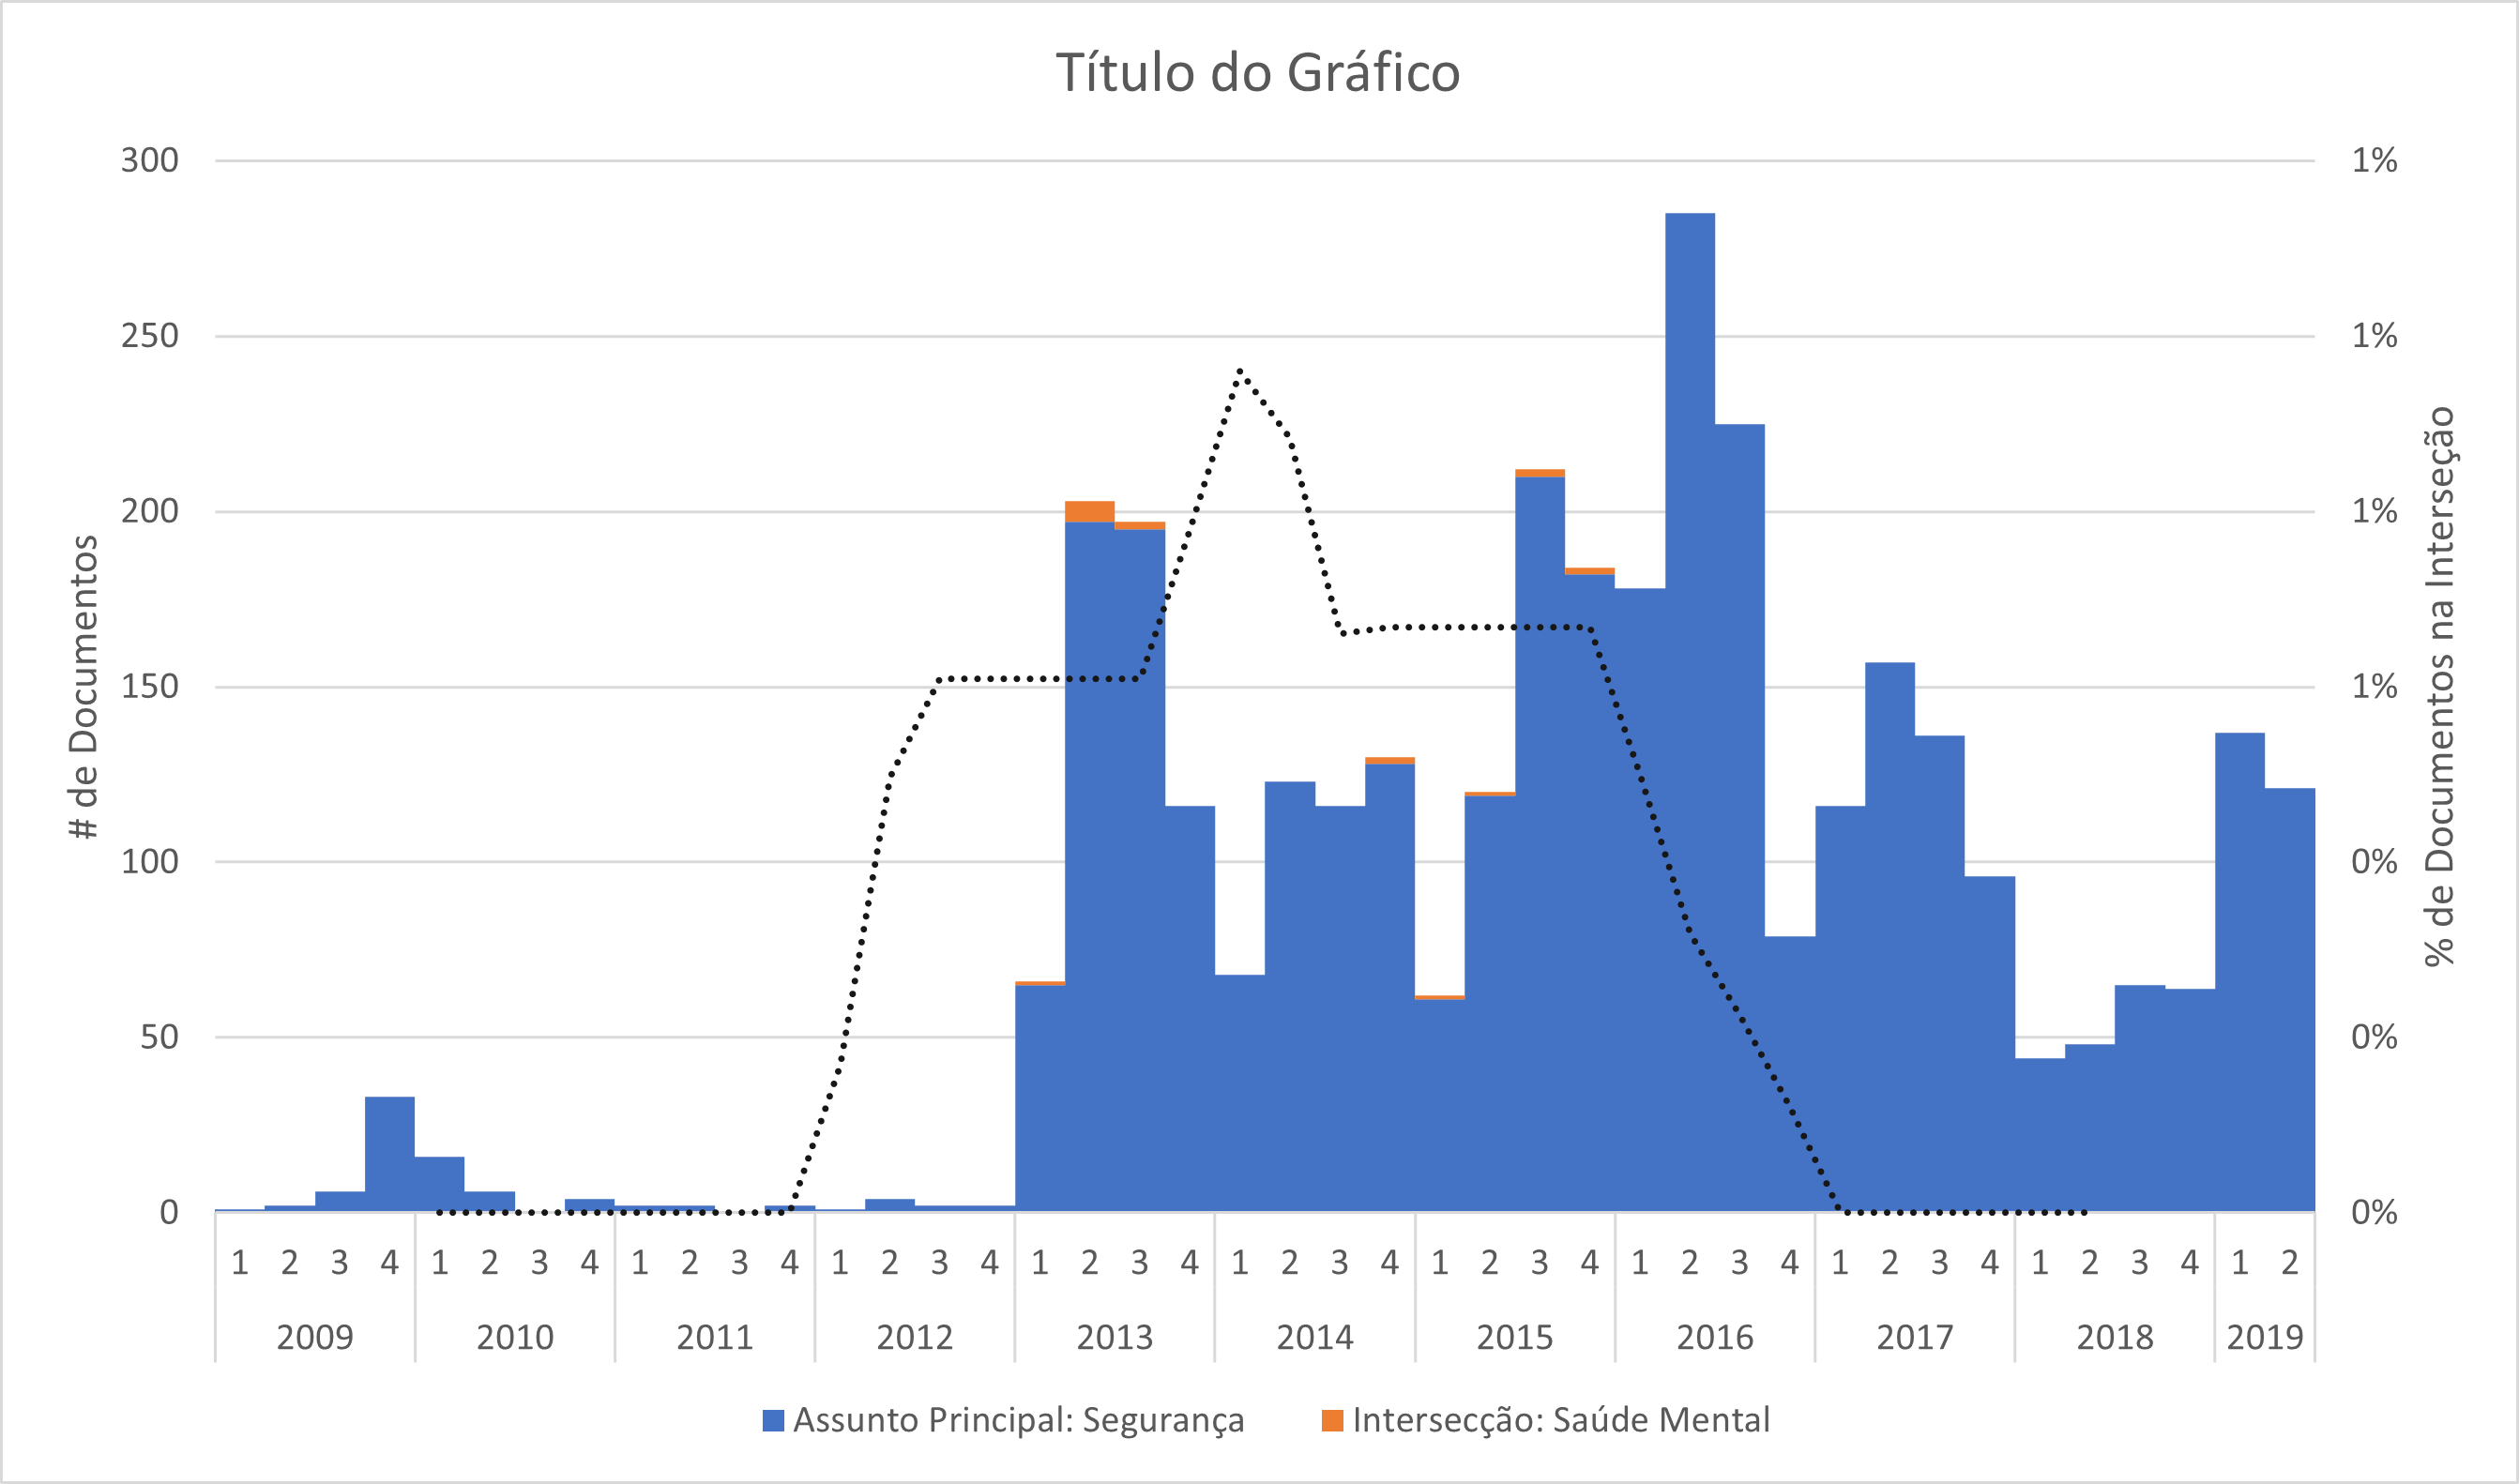 Título do Gráfico
300
250
200
150
100
50
0
# de Documentos
1%
1%
1%
1%
0%
0%
0%
% de Documentos na Interseção
1 2 3 4 1 2 3 4 1 2 3 4 1 2 3 4 1 2 3 4 1 2 3 4 1 2 3 4 1 2 3 4 1 2 3 4 1 2 3 4 1 2
2009 2010 2011 2012 2013 2014 2015 2016 2017 2018 2019
Assunto Principal: Segurança Intersecção: Saúde Mental